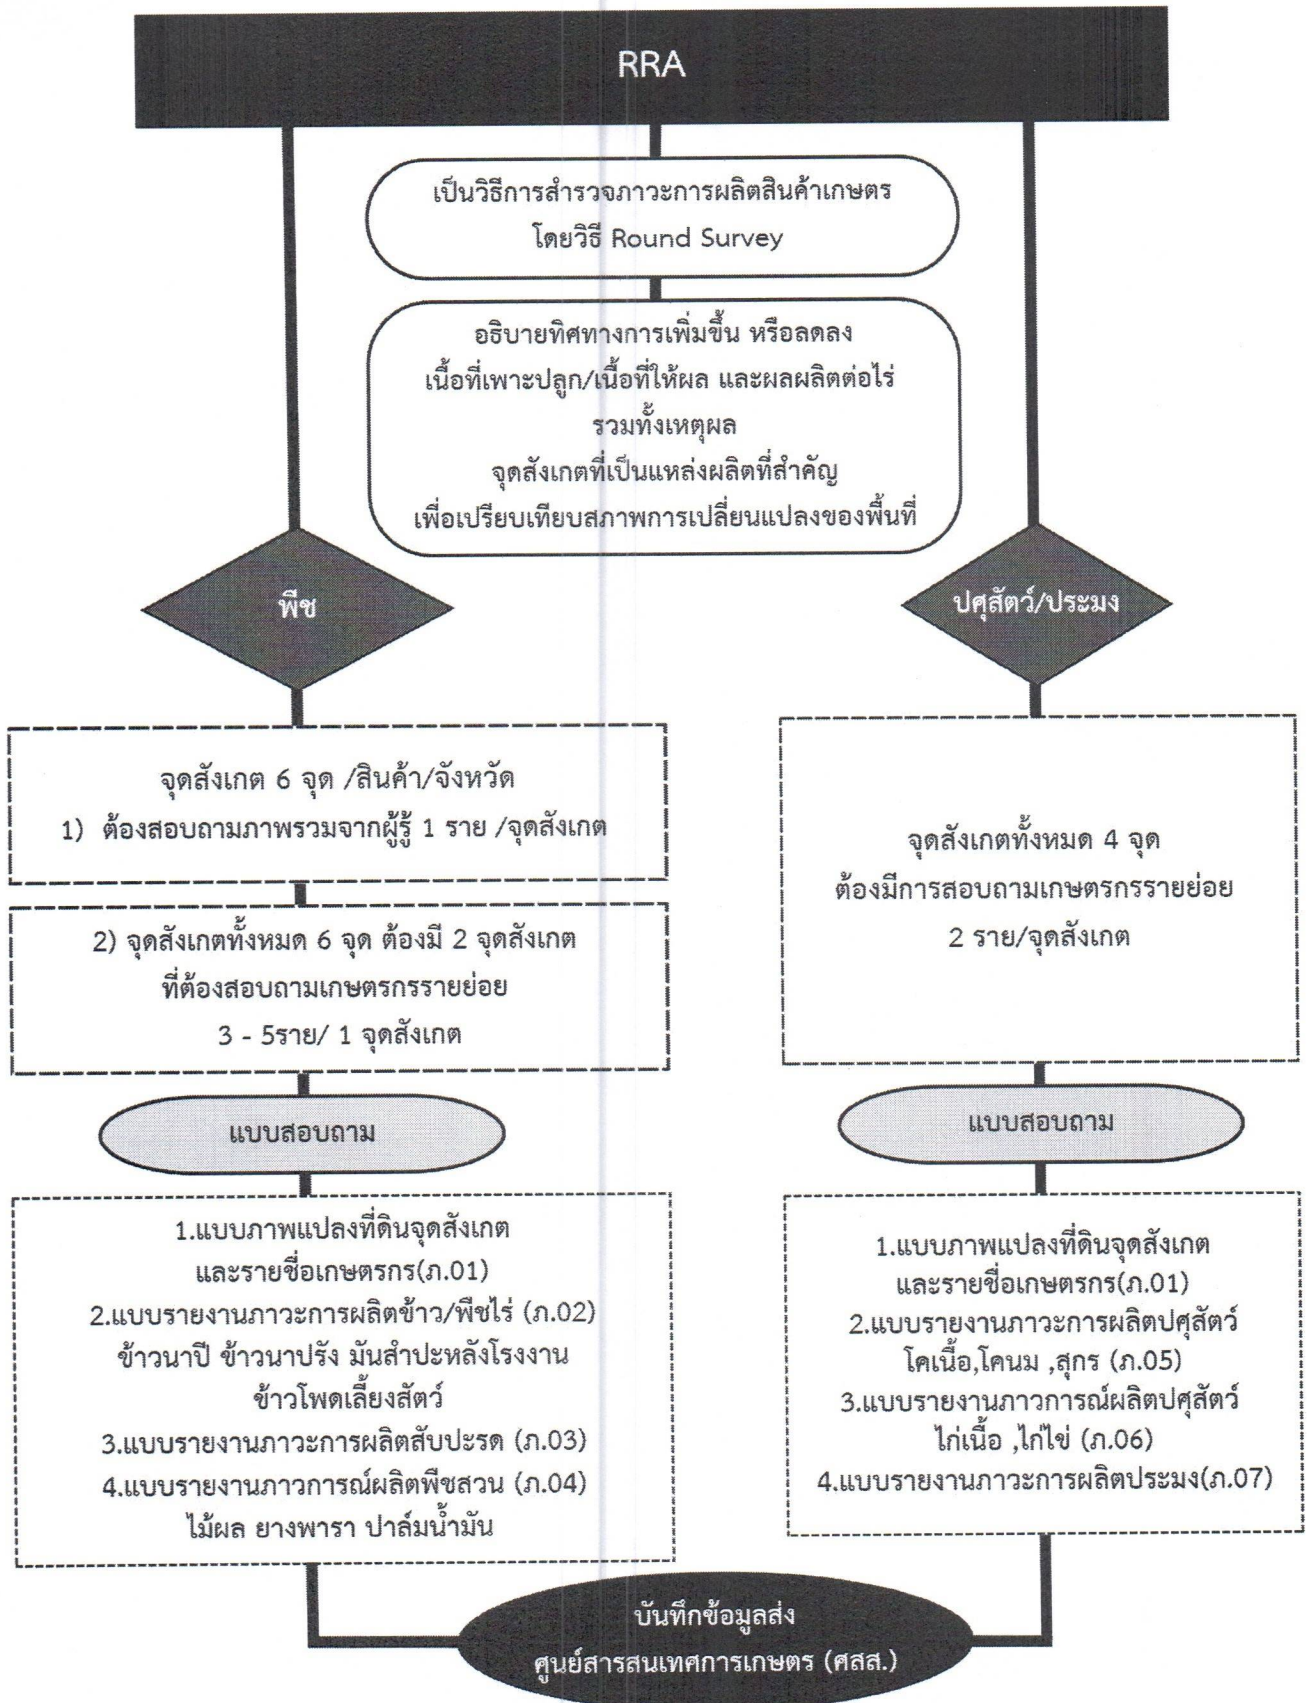 RRA
เป็นวิธีการสำรวจภาวะการผลิตสินค้าเกษตร
โดยวิธี Round Survey
อธิบายทิศทางการเพิ่มขึ้น หรือลดลง
เนื้อที่เพาะปลูก/เนื้อที่ให้ผล และผลผลิตต่อไร่
รวมทั้งเหตุผล
จุดสังเกตที่เป็นแหล่งผลิตที่สำคัญ
เพื่อเปรียบเทียบสภาพการเปลี่ยนแปลงของพื้นที่
พืช
จุดสังเกต 6 จุด /สินค้า/จังหวัด
1) ต้องสอบถามภาพรวมจากผู้รู้ 1 ราย /จุดสังเกต
2) จุดสังเกตทั้งหมด 6 จุด ต้องมี 2 จุดสังเกต
ที่ต้องสอบถามเกษตรกรรายย่อย
3 - 5ราย/ 1 จุดสังเกต
แบบสอบถาม
1.แบบภาพแปลงที่ดินจุดสังเกต
และรายชื่อเกษตรกร(ภ.01)
2.แบบรายงานภาวะการผลิตข้าว/พืชไร่ (ภ.02)
ข้าวนาปี ข้าวนาปรัง มันสำปะหลังโรงงาน
ข้าวโพดเลี้ยงสัตว์
3.แบบรายงานภาวะการผลิตสับปะรด (ภ.03)
4.แบบรายงานภาวการณ์ผลิตพืชสวน (ภ.04)
ไม้ผล ยางพารา ปาล์มน้ำมัน
ปศุสัตว์/ประมง
จุดสังเกตทั้งหมด 4 จุด
ต้องมีการสอบถามเกษตรกรรายย่อย
2 ราย/จุดสังเกต
แบบสอบถาม
1.แบบภาพแปลงที่ดินจุดสังเกต
และรายชื่อเกษตรกร(ภ.01)
2.แบบรายงานภาวะการผลิตปศุสัตว์
โคเนื้อ,โคนม ,สุกร (ภ.05)
3.แบบรายงานภาวการณ์ผลิตปศุสัตว์
ไก่เนื้อ ,ไก่ไข่ (ภ.06)
4.แบบรายงานภาวะการผลิตประมง(ภ.07)
บันทึกข้อมูลส่ง
ศูนย์สารสนเทศการเกษตร (ศสส.)